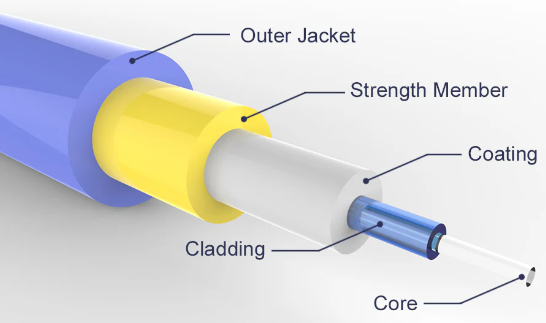 Outer Jacket
Strength Member
Coating
Cladding
Core